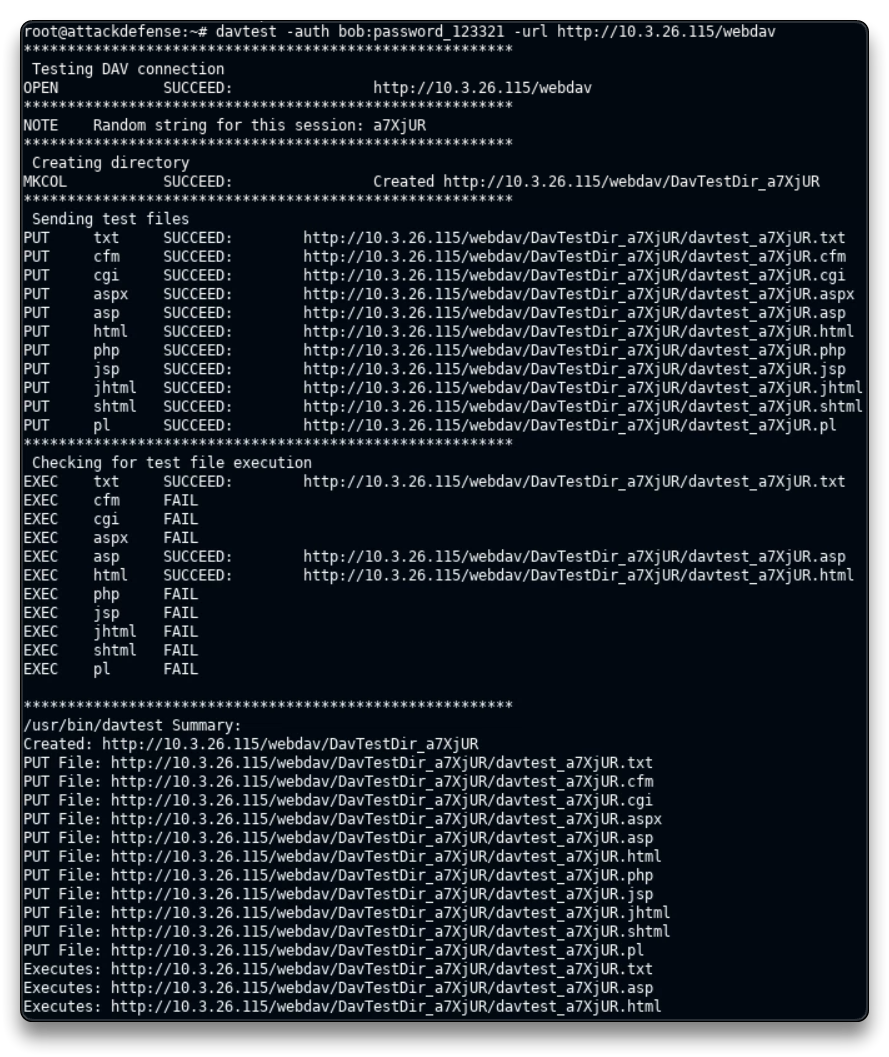 root@attackdefense:~# davtest -auth bob:password_123321 -url http://10.3.26.115/webdav
********************************************************
 Testing DAV connection
OPEN            SUCCEED:                http://10.3.26.115/webdav
********************************************************
NOTE    Random string for this session: a7XjUR
********************************************************
 Creating directory
MKCOL           SUCCEED:                Created http://10.3.26.115/webdav/DavTestDir_a7XjUR
********************************************************
 Sending test files
PUT     txt     SUCCEED:        http://10.3.26.115/webdav/DavTestDir_a7XjUR/davtest_a7XjUR.txt
PUT     cfm     SUCCEED:        http://10.3.26.115/webdav/DavTestDir_a7XjUR/davtest_a7XjUR.cfm
PUT     cgi     SUCCEED:        http://10.3.26.115/webdav/DavTestDir_a7XjUR/davtest_a7XjUR.cgi
PUT     aspx    SUCCEED:        http://10.3.26.115/webdav/DavTestDir_a7XjUR/davtest_a7XjUR.aspx
PUT     asp     SUCCEED:        http://10.3.26.115/webdav/DavTestDir_a7XjUR/davtest_a7XjUR.asp
PUT     html    SUCCEED:        http://10.3.26.115/webdav/DavTestDir_a7XjUR/davtest_a7XjUR.html
PUT     php     SUCCEED:        http://10.3.26.115/webdav/DavTestDir_a7XjUR/davtest_a7XjUR.php
PUT     jsp     SUCCEED:        http://10.3.26.115/webdav/DavTestDir_a7XjUR/davtest_a7XjUR.jsp
PUT     jhtml   SUCCEED:        http://10.3.26.115/webdav/DavTestDir_a7XjUR/davtest_a7XjUR.jhtml
PUT     shtml   SUCCEED:        http://10.3.26.115/webdav/DavTestDir_a7XjUR/davtest_a7XjUR.shtml
PUT     pl      SUCCEED:        http://10.3.26.115/webdav/DavTestDir_a7XjUR/davtest_a7XjUR.pl
********************************************************
 Checking for test file execution
EXEC    txt     SUCCEED:        http://10.3.26.115/webdav/DavTestDir_a7XjUR/davtest_a7XjUR.txt
EXEC    cfm     FAIL
EXEC    cgi     FAIL
EXEC    aspx    FAIL
EXEC    asp     SUCCEED:        http://10.3.26.115/webdav/DavTestDir_a7XjUR/davtest_a7XjUR.asp
EXEC    html    SUCCEED:        http://10.3.26.115/webdav/DavTestDir_a7XjUR/davtest_a7XjUR.html
EXEC    php     FAIL
EXEC    jsp     FAIL
EXEC    jhtml   FAIL
EXEC    shtml   FAIL
EXEC    pl      FAIL
********************************************************
/usr/bin/davtest Summary:
Created: http://10.3.26.115/webdav/DavTestDir_a7XjUR
PUT File: http://10.3.26.115/webdav/DavTestDir_a7XjUR/davtest_a7XjUR.txt
PUT File: http://10.3.26.115/webdav/DavTestDir_a7XjUR/davtest_a7XjUR.cfm
PUT File: http://10.3.26.115/webdav/DavTestDir_a7XjUR/davtest_a7XjUR.cgi
PUT File: http://10.3.26.115/webdav/DavTestDir_a7XjUR/davtest_a7XjUR.aspx
PUT File: http://10.3.26.115/webdav/DavTestDir_a7XjUR/davtest_a7XjUR.asp
PUT File: http://10.3.26.115/webdav/DavTestDir_a7XjUR/davtest_a7XjUR.html
PUT File: http://10.3.26.115/webdav/DavTestDir_a7XjUR/davtest_a7XjUR.php
PUT File: http://10.3.26.115/webdav/DavTestDir_a7XjUR/davtest_a7XjUR.jsp
PUT File: http://10.3.26.115/webdav/DavTestDir_a7XjUR/davtest_a7XjUR.jhtml
PUT File: http://10.3.26.115/webdav/DavTestDir_a7XjUR/davtest_a7XjUR.shtml
PUT File: http://10.3.26.115/webdav/DavTestDir_a7XjUR/davtest_a7XjUR.pl
Executes: http://10.3.26.115/webdav/DavTestDir_a7XjUR/davtest_a7XjUR.txt
Executes: http://10.3.26.115/webdav/DavTestDir_a7XjUR/davtest_a7XjUR.asp
Executes: http://10.3.26.115/webdav/DavTestDir_a7XjUR/davtest_a7XjUR.html